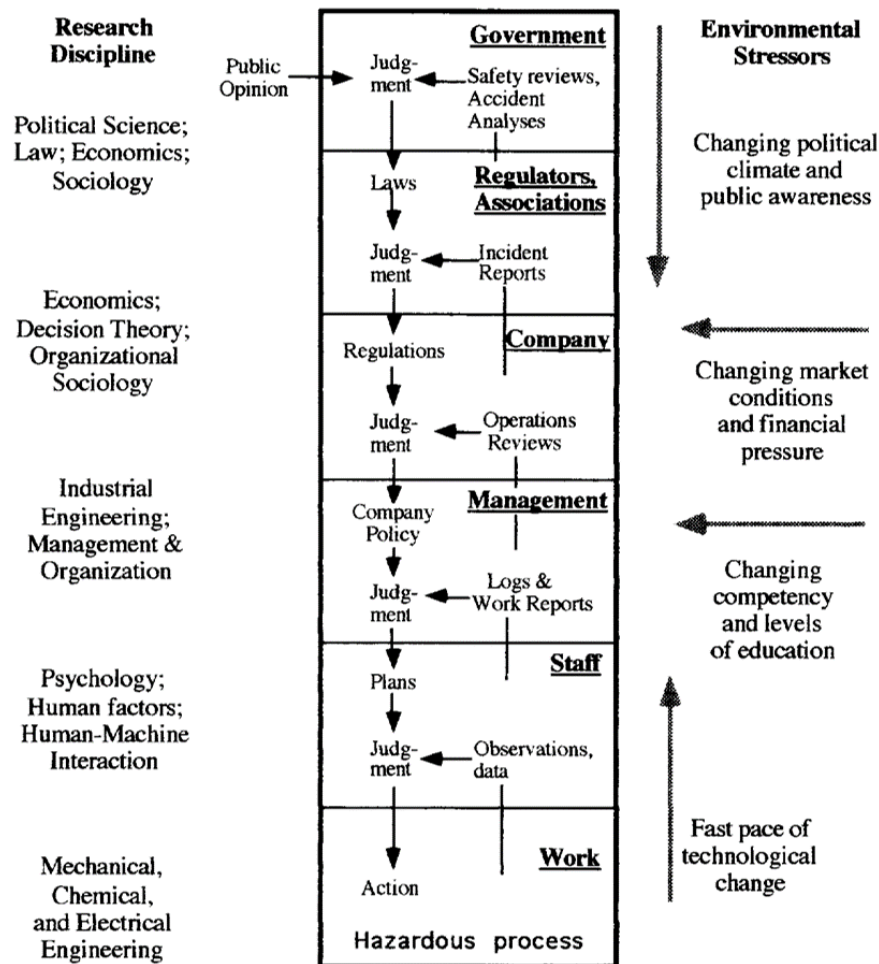 Research
Discipline
Political Science;
Law; Economics;
Sociology
Economics;
Decision Theory;
Organizational
Sociology
Industrial
Engineering;
Management &
Organization
Psychology;
Human factors;
Human-Machine
Interaction
Mechanical,
Chemical,
and Electrical
Engineering
Public
Opinion
Government
Judg-
ment
Safety reviews,
Accident
Analyses
Laws
Regulators,
Associations
Judg-
ment
Incident
Reports
Company
Regulations
Judg-
ment
Operations
Reviews
Management
Company
Policy
Judg-
ment
Logs &
Work Reports
Staff
Plans
Judg-
ment
Observations,
data
Work
Action
Hazardous process
Environmental
Stressors
Changing political
climate and
public awareness
Changing market
conditions
and financial
pressure
Changing
competency
and levels
of education
Fast pace of
technological
change